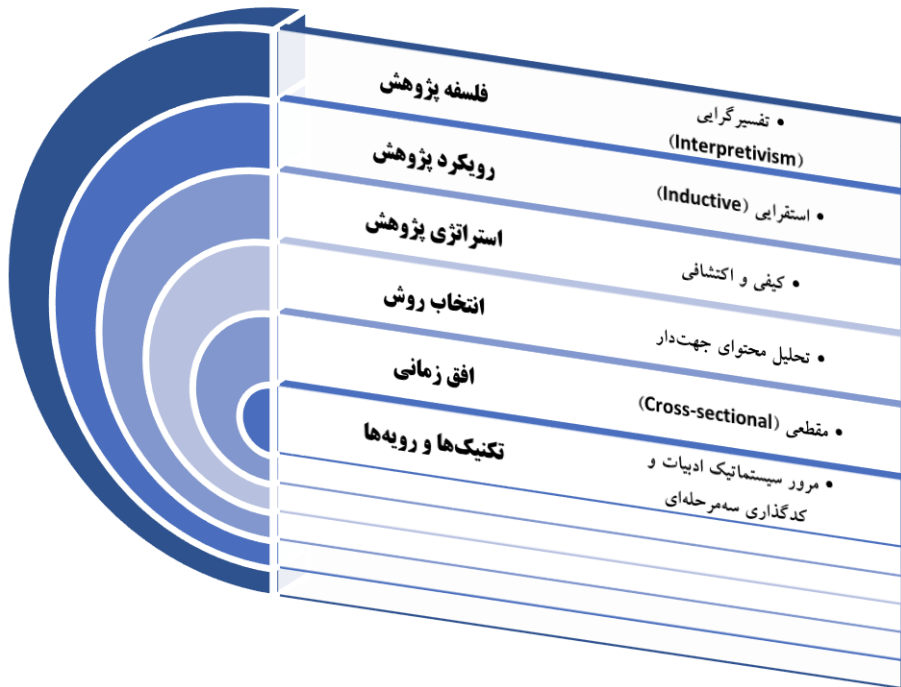 فلسفه پژوهش
• تفسیرگرایی
(Interpretivism)
رویکرد پژوهش
• استقرایی (Inductive)
استراتژی پژوهش
• کیفی و اکتشافی
انتخاب روش
• تحلیل محتوای جهت‌دار
افق زمانی
• مقطعی (Cross-sectional)
تکنیک‌ها و رویه‌ها
• مرور سیستماتیک ادبیات و
کدگذاری سه‌مرحله‌ای